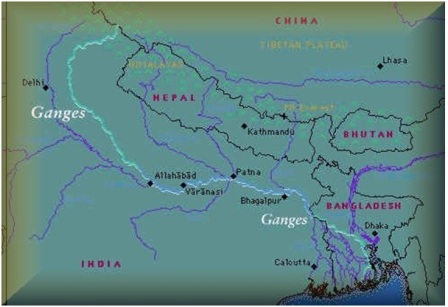 CHINA
TIBETAN PLATEAU
Lhasa
HIMALAYAS
Delhi
NEPAL
Ganges
Mt Everest
Kathmandu
BHUTAN
Allahābād
Patna
Vārānasi
Bhagalpur
BANGLADESH
Ganges
Dhaka
INDIA
Calcutta